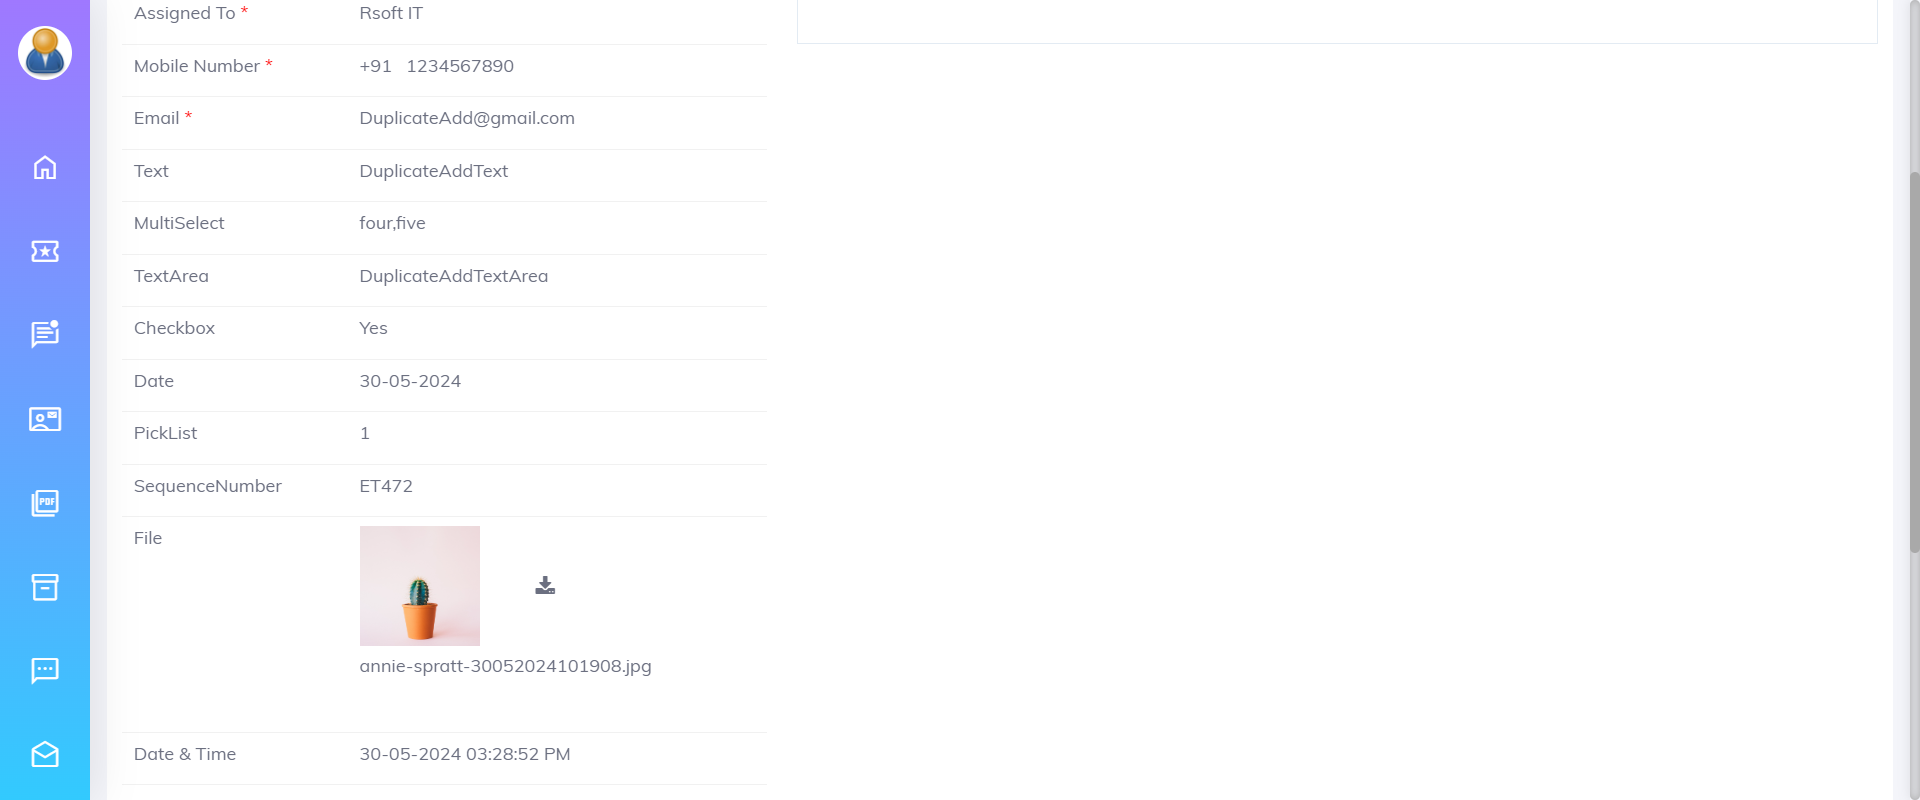 Assigned To * Rsoft IT
Mobile Number * +91 1234567890
Email * DuplicateAdd@gmail.com
Text DuplicateAddText
MultiSelect four,five
TextArea DuplicateAddTextArea
Checkbox Yes
Date 30-05-2024
PickList 1
SequenceNumber ET472
File
annie-spratt-30052024101908.jpg
Date & Time 30-05-2024 03:28:52 PM
PDF